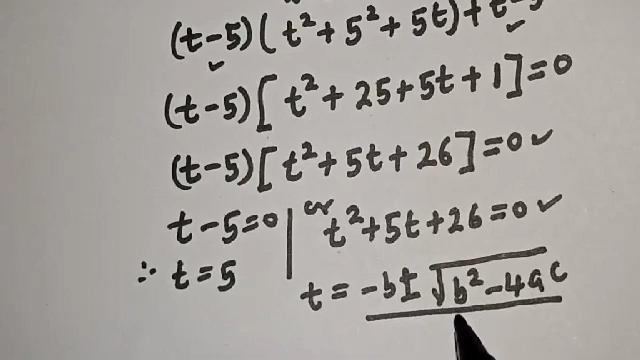 (t-5)(t²+5²+5t)+t-5
(t-5)[t²+25+5t+1]=0
(t-5)[t²+5t+26]=0✓
t-5=0 | or t²+5t+26=0✓
∴ t=5
t = -b±√b²-4ac